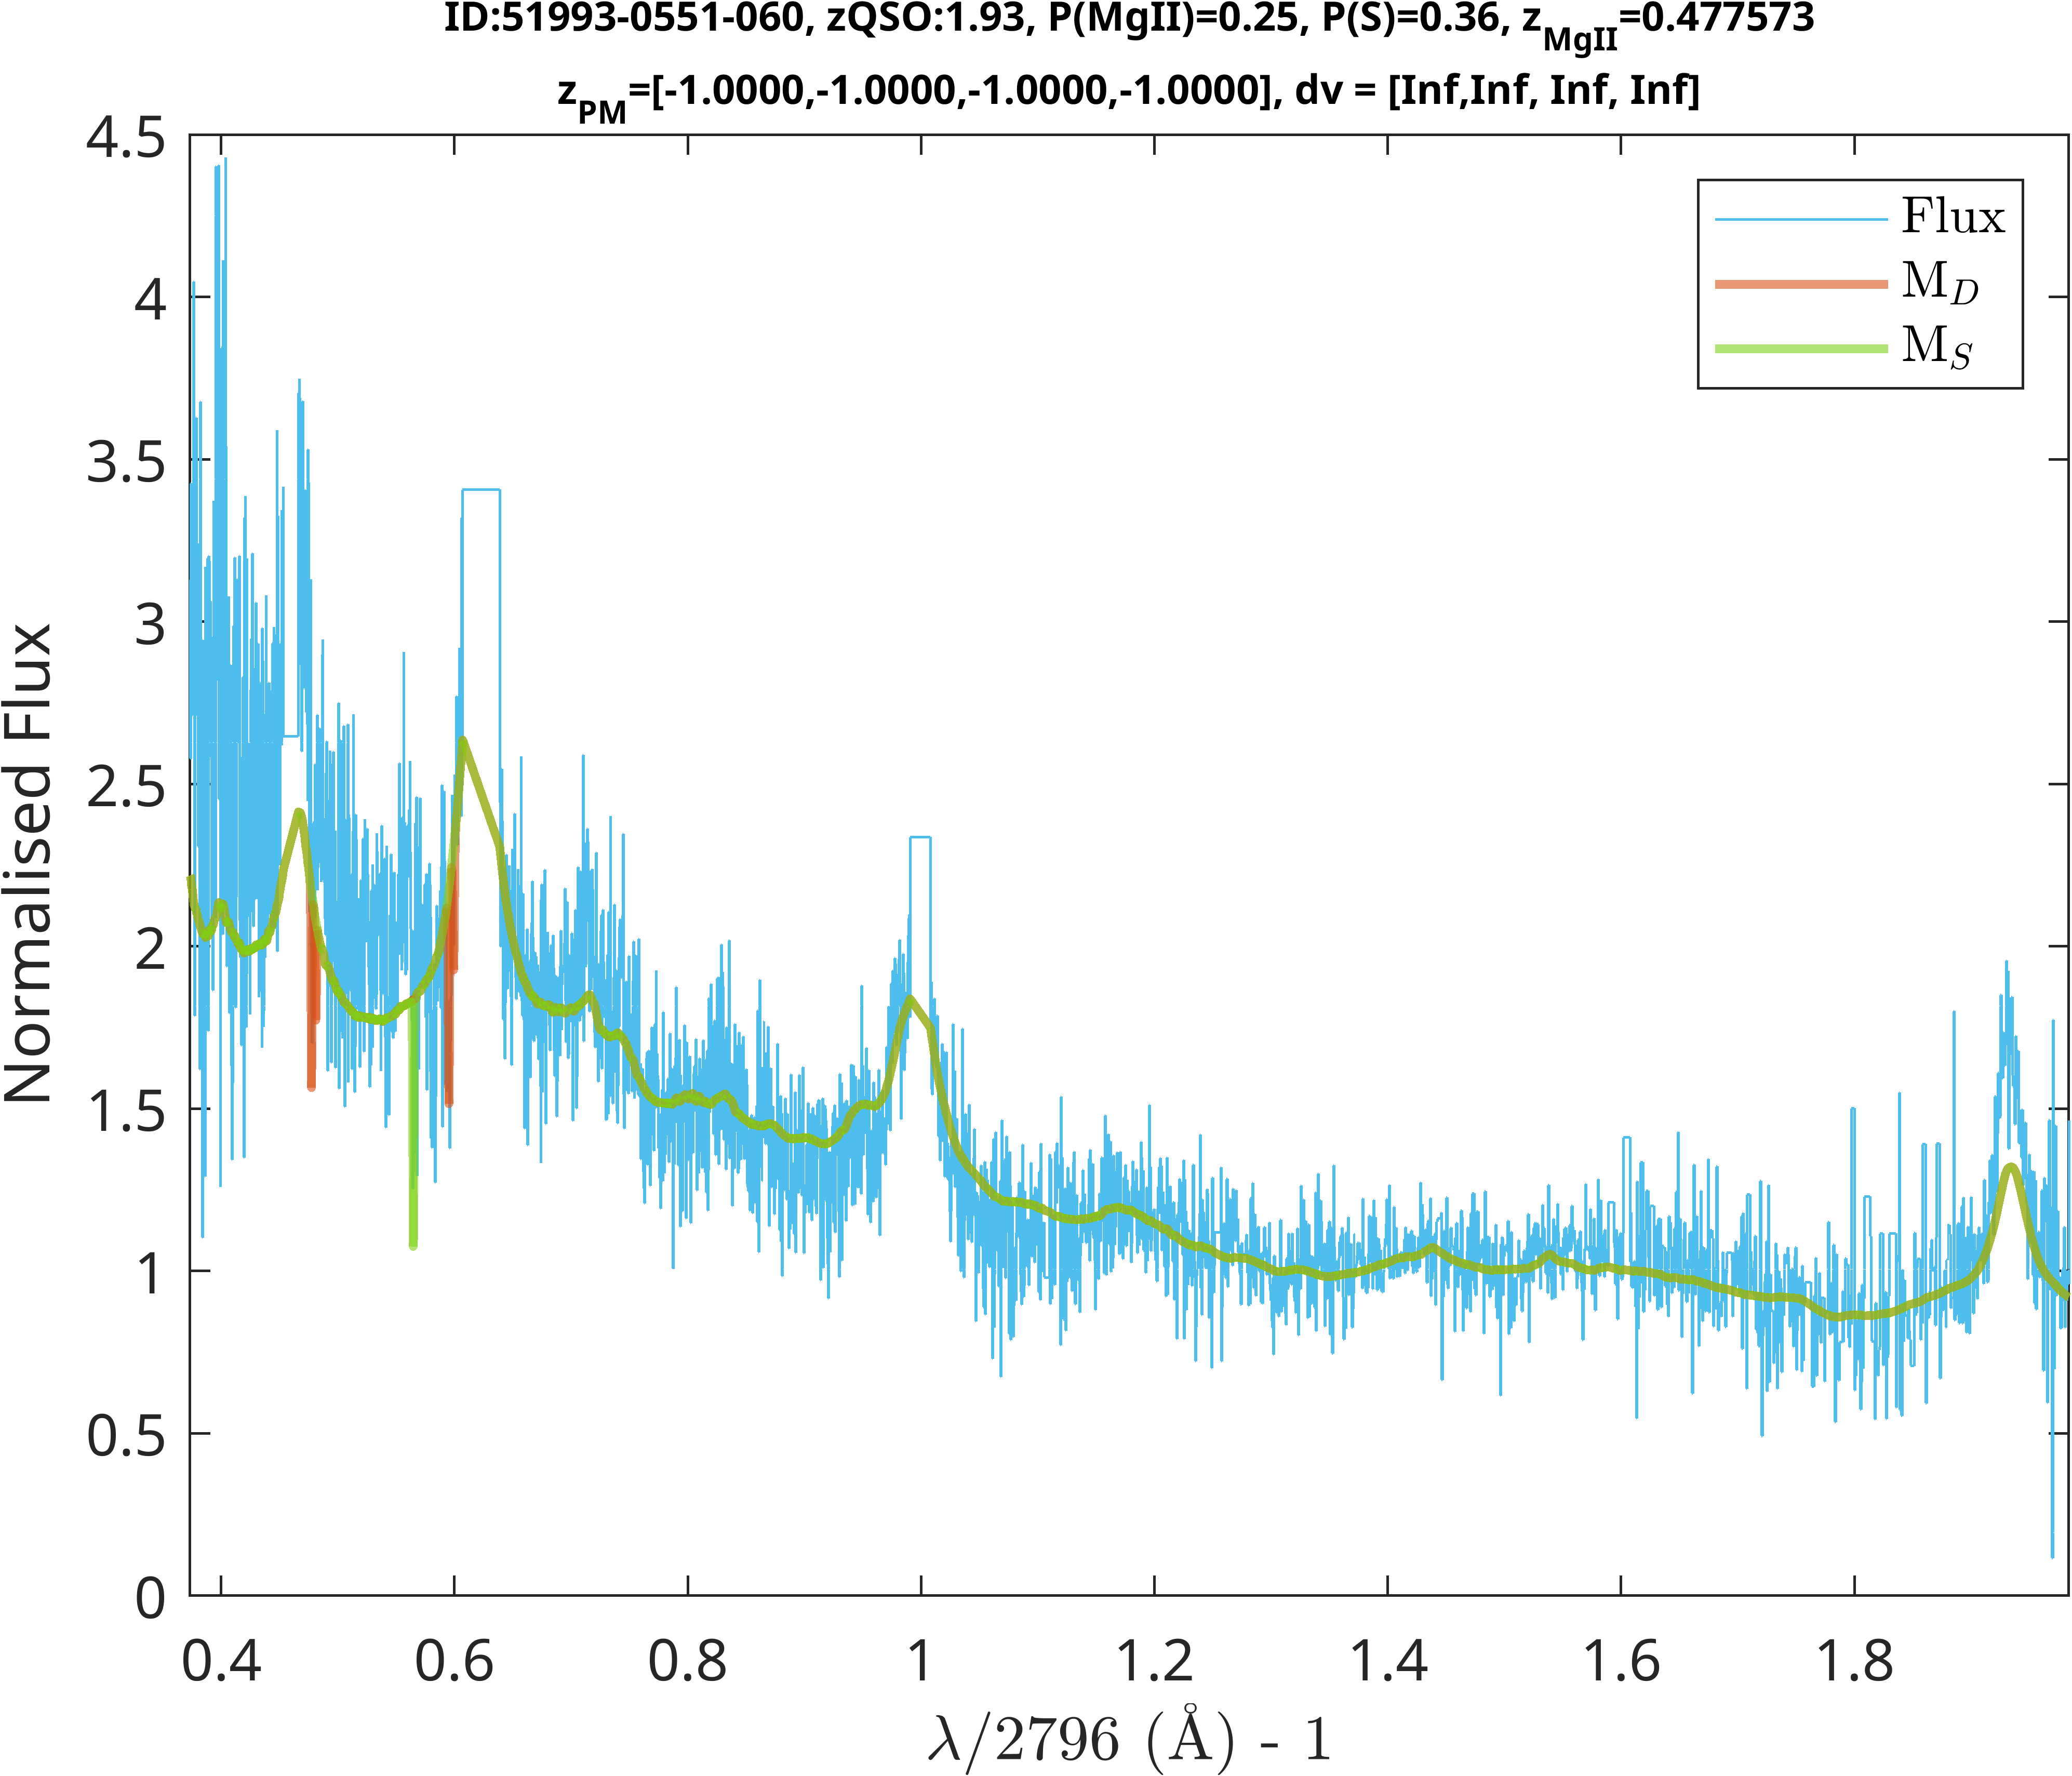 ID:51993-0551-060, zQSO:1.93, P(MgII)=0.25, P(S)=0.36, zMgII=0.477573
zPM=[-1.0000,-1.0000,-1.0000,-1.0000], dv = [Inf,Inf, Inf, Inf]
4.5
4
3.5
3
2.5
2
1.5
1
0.5
0
Normalised Flux
Flux
MD
MS
0.4 0.6 0.8 1 1.2 1.4 1.6 1.8
λ/2796 (Å) - 1